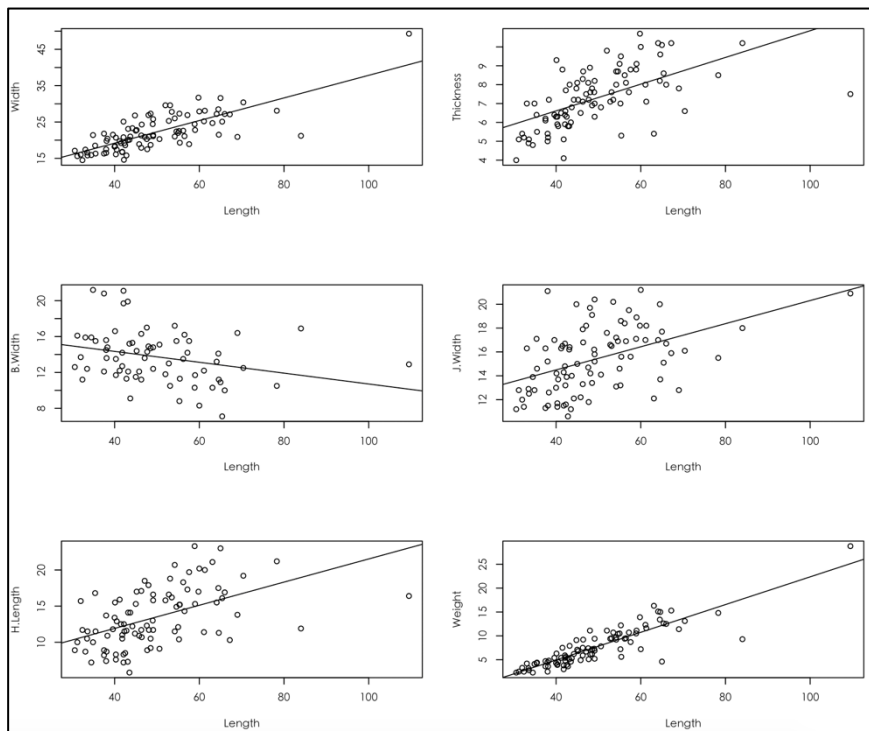 Width
15 25 35 45
40 60 80 100
Length
Thickness
4 5 6 7 8 9
40 60 80 100
Length
B.Width
8 12 16 20
40 60 80 100
Length
J.Width
12 14 16 18 20
40 60 80 100
Length
H.Length
10 15 20
40 60 80 100
Length
Weight
5 10 15 20 25
40 60 80 100
Length